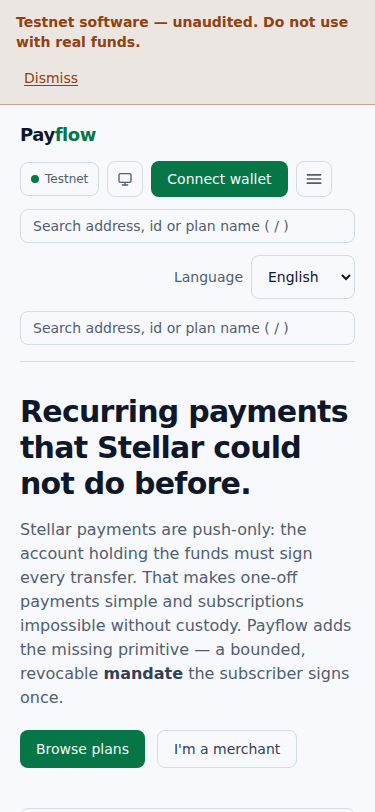 Testnet software — unaudited. Do not use
with real funds.
Dismiss
Payflow
Testnet
Connect wallet
Search address, id or plan name ( / )
Language
English
Search address, id or plan name ( / )
Recurring payments
that Stellar could
not do before.
Stellar payments are push-only: the
account holding the funds must sign
every transfer. That makes one-off
payments simple and subscriptions
impossible without custody. Payflow adds
the missing primitive — a bounded,
revocable mandate the subscriber signs
once.
Browse plans
I'm a merchant